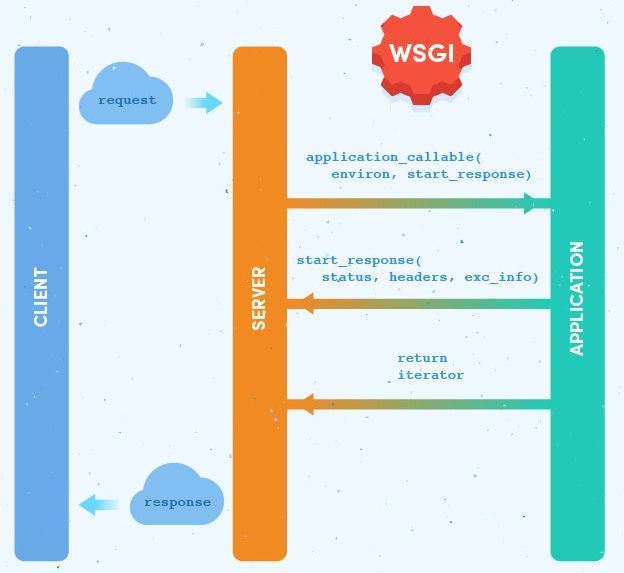 WSGI
request
application_callable(
environ, start_response)
start_response(
status, headers, exc_info)
CLIENT
SERVER
APPLICATION
return
iterator
response